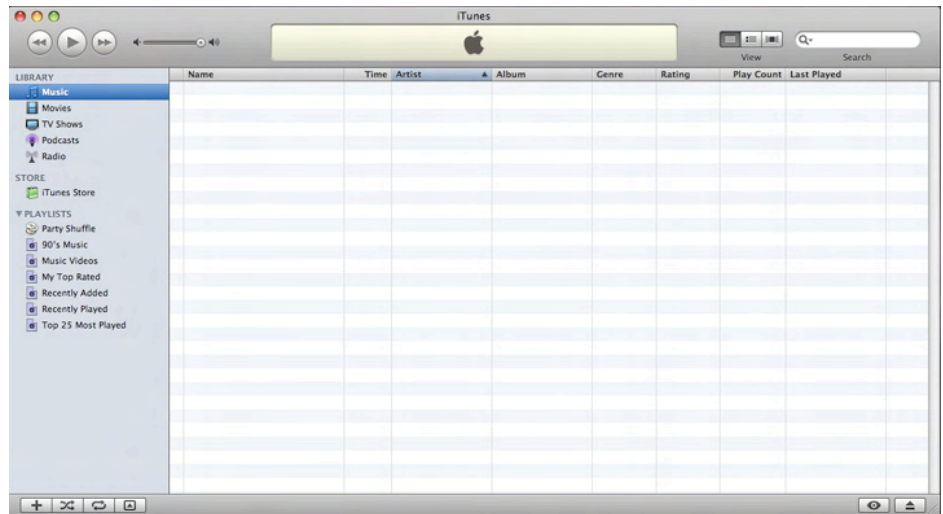 iTunes
View
Search
Name Time Artist Album Genre Rating Play Count Last Played
LIBRARY
Music
Movies
TV Shows
Podcasts
Radio
STORE
iTunes Store
PLAYLISTS
Party Shuffle
90's Music
Music Videos
My Top Rated
Recently Added
Recently Played
Top 25 Most Played